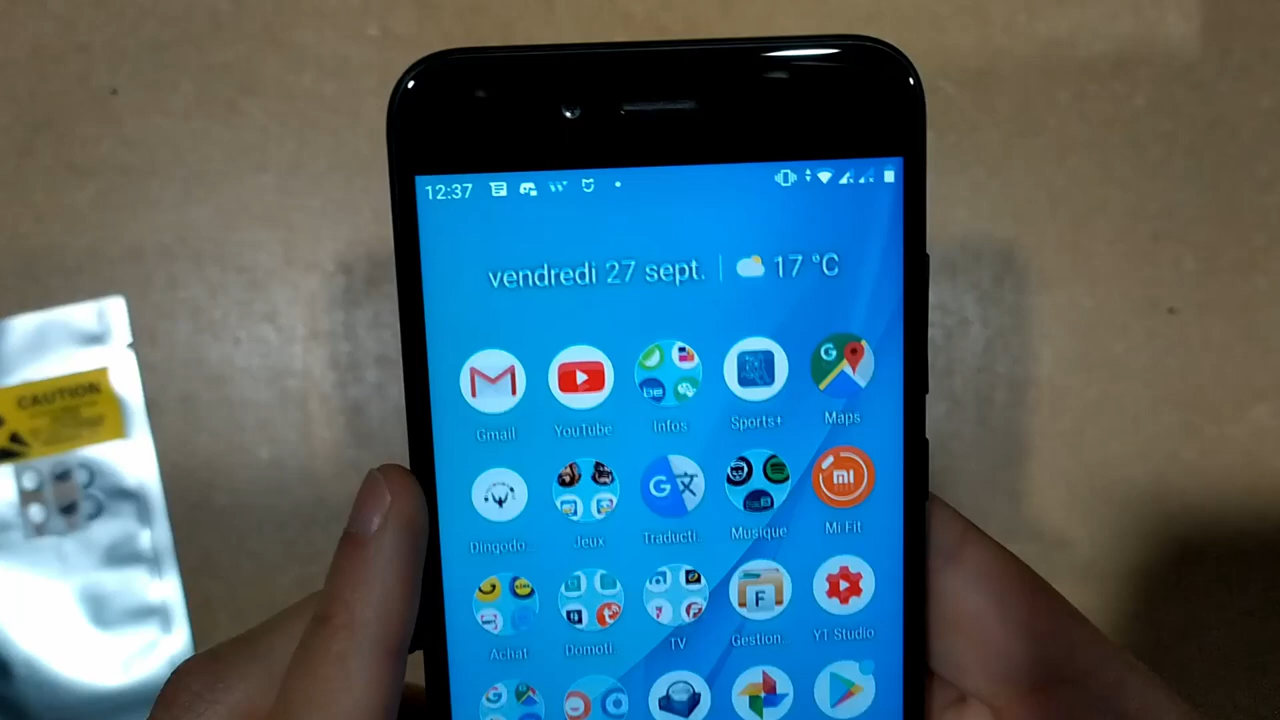 12:37
vendredi 27 sept. | 17 °C
Gmail YouTube Infos Sports+ Maps
Dingodo... Jeux Traducti... Musique Mi Fit
Achat Domoti... TV Gestion... YT Studio
CAUTION